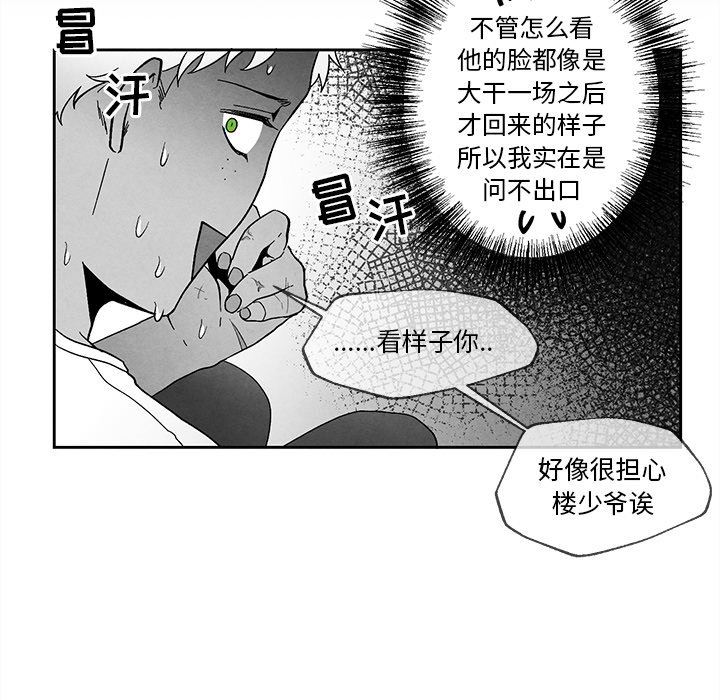 不管怎么看
他的脸都像是
大干一场之后
才回来的样子
所以我实在是
问不出口
冒
汗
冒
汗
……看样子你..
好像很担心
楼少爷诶